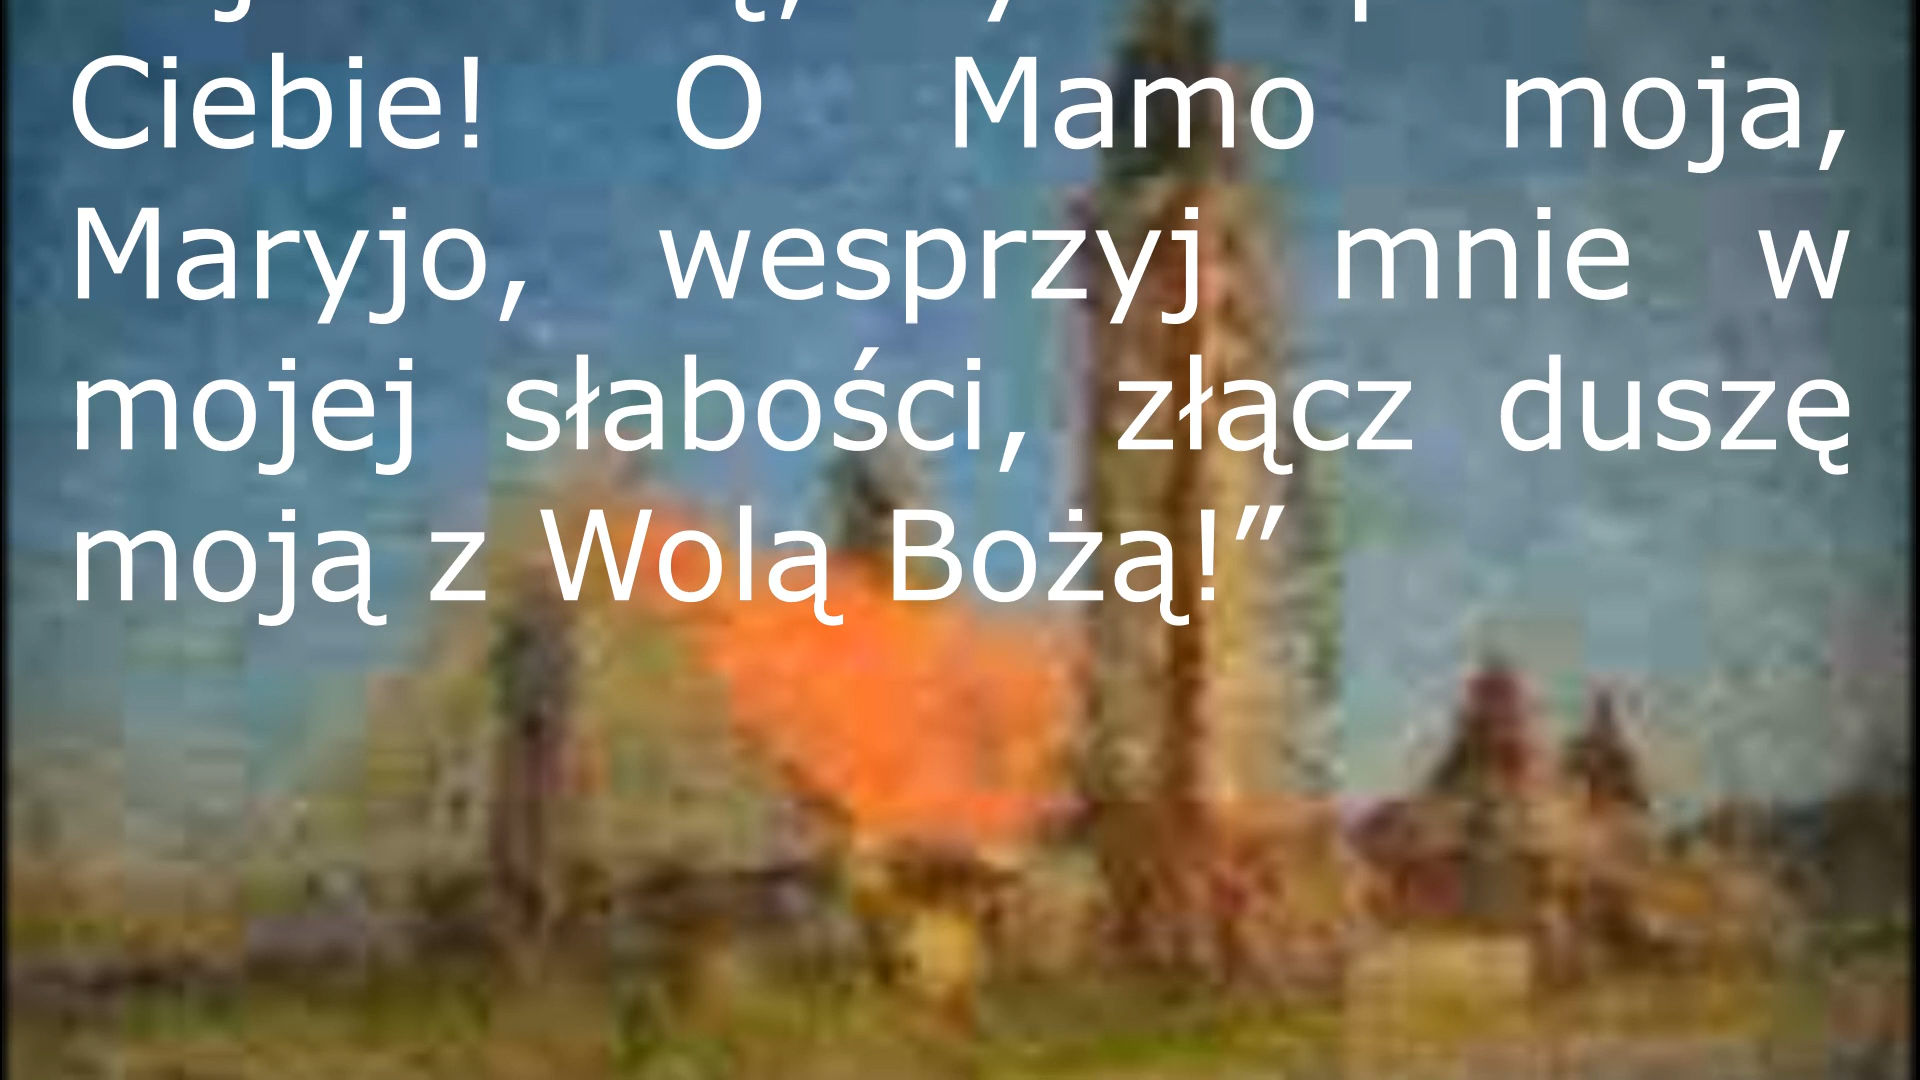 Ciebie! O Mamo moja,
Maryjo, wesprzyj mnie w
mojej słabości, złącz duszę
moją z Wolą Bożą!”